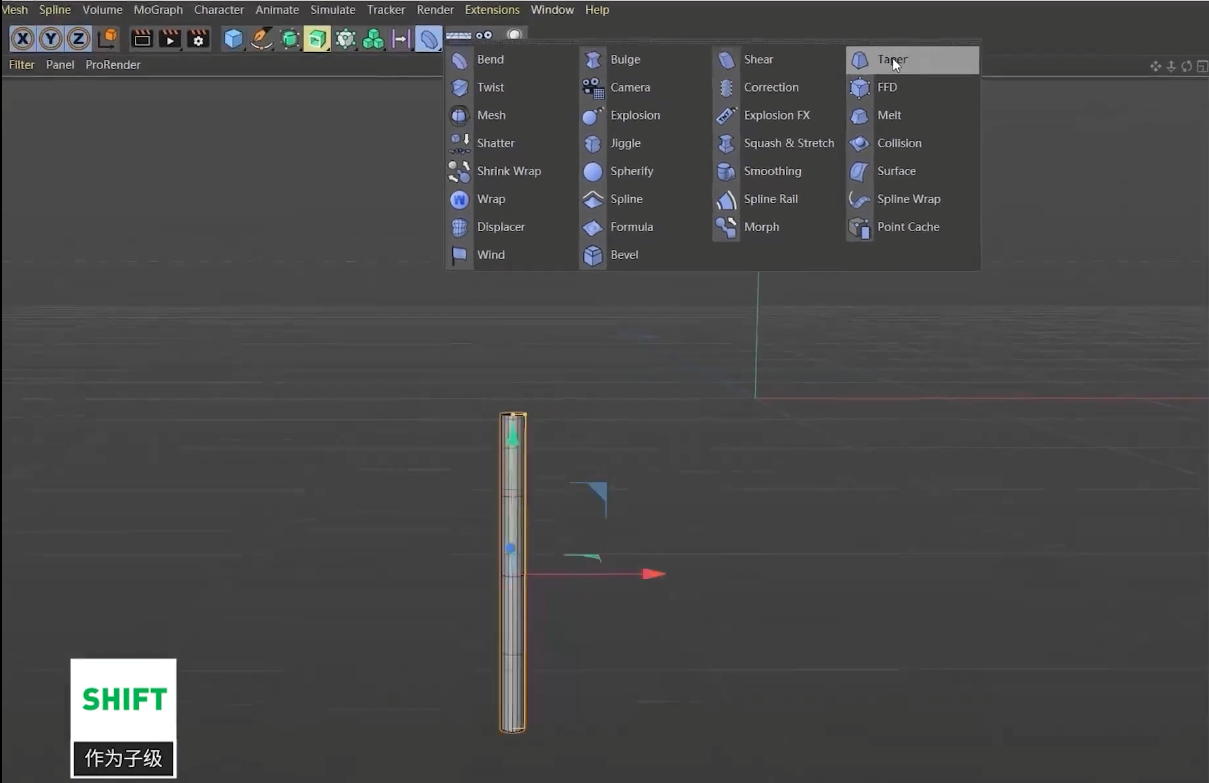 Mesh Spline Volume MoGraph Character Animate Simulate Tracker Render Extensions Window Help
X Y Z
Filter Panel ProRender
Bend Bulge Shear Taper
Twist Camera Correction FFD
Mesh Explosion Explosion FX Melt
Shatter Jiggle Squash & Stretch Collision
Shrink Wrap Spherify Smoothing Surface
Wrap Spline Spline Rail Spline Wrap
Displacer Formula Morph Point Cache
Wind Bevel
SHIFT
作为子级